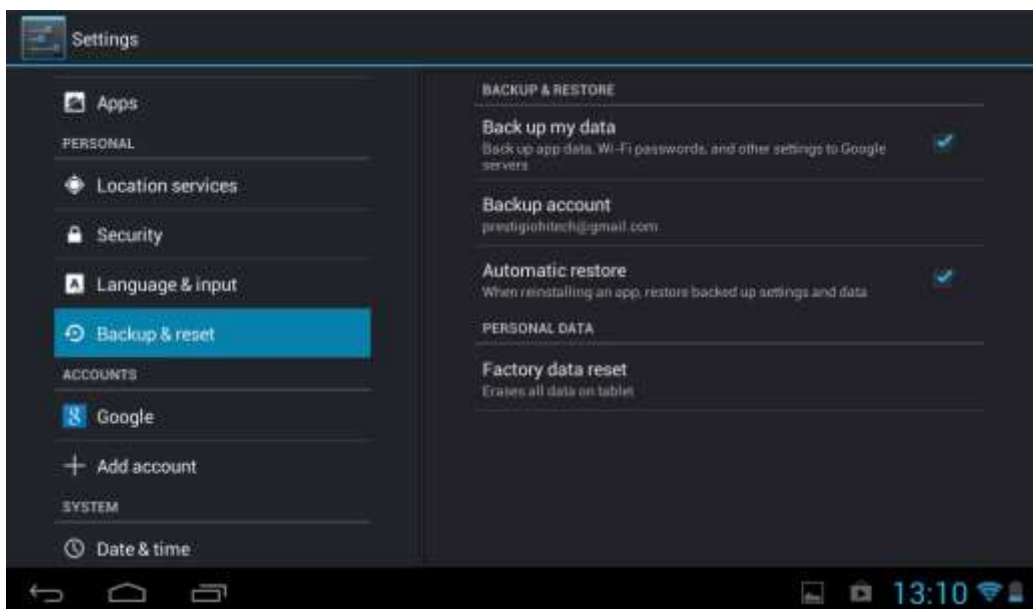 Settings
Apps
PERSONAL
Location services
Security
Language & input
Backup & reset
ACCOUNTS
Google
Add account
SYSTEM
Date & time
BACKUP & RESTORE
Back up my data
Back up app data, Wi-Fi passwords, and other settings to Google
servers
Backup account
prestigiohitech@gmail.com
Automatic restore
When reinstalling an app, restore backed up settings and data
PERSONAL DATA
Factory data reset
Erases all data on tablet
13:10